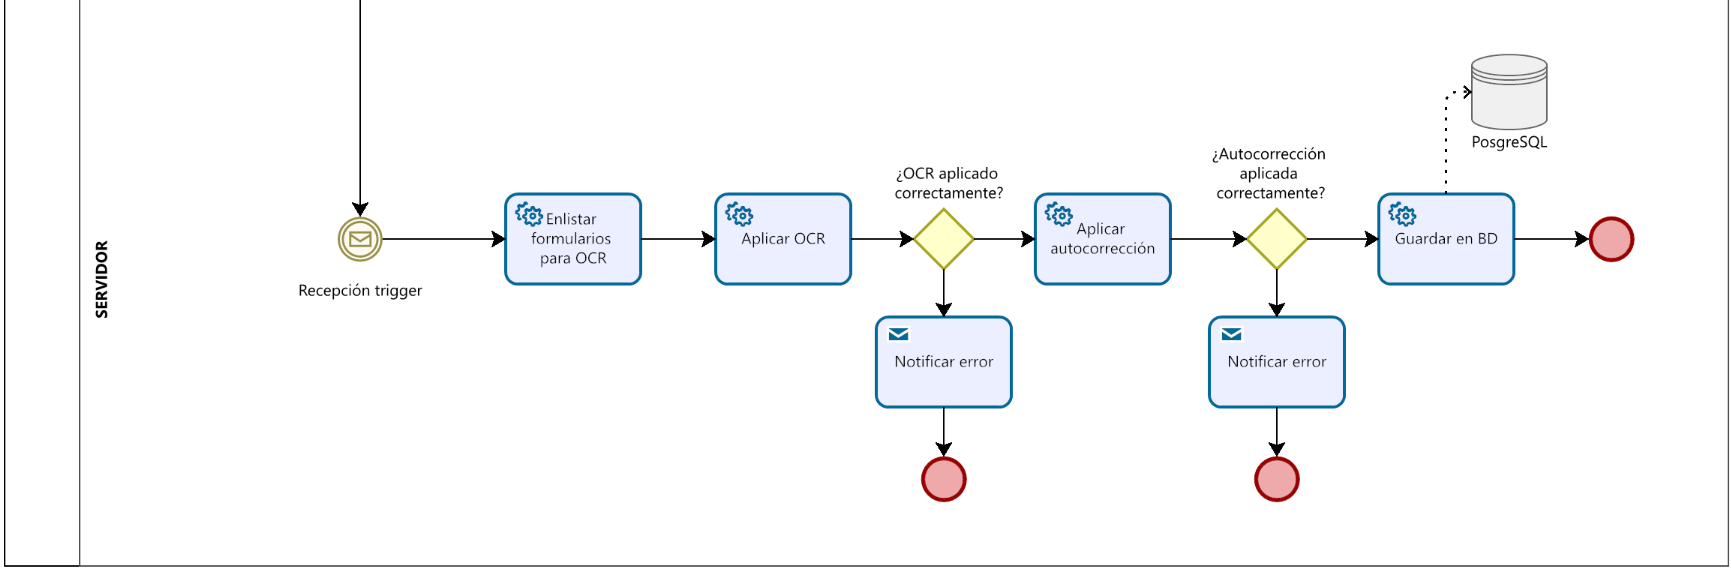 SERVIDOR
Recepción trigger
Enlistar
formularios
para OCR
Aplicar OCR
¿OCR aplicado
correctamente?
Notificar error
Aplicar
autocorrección
¿Autocorrección
aplicada
correctamente?
Notificar error
Guardar en BD
PosgreSQL